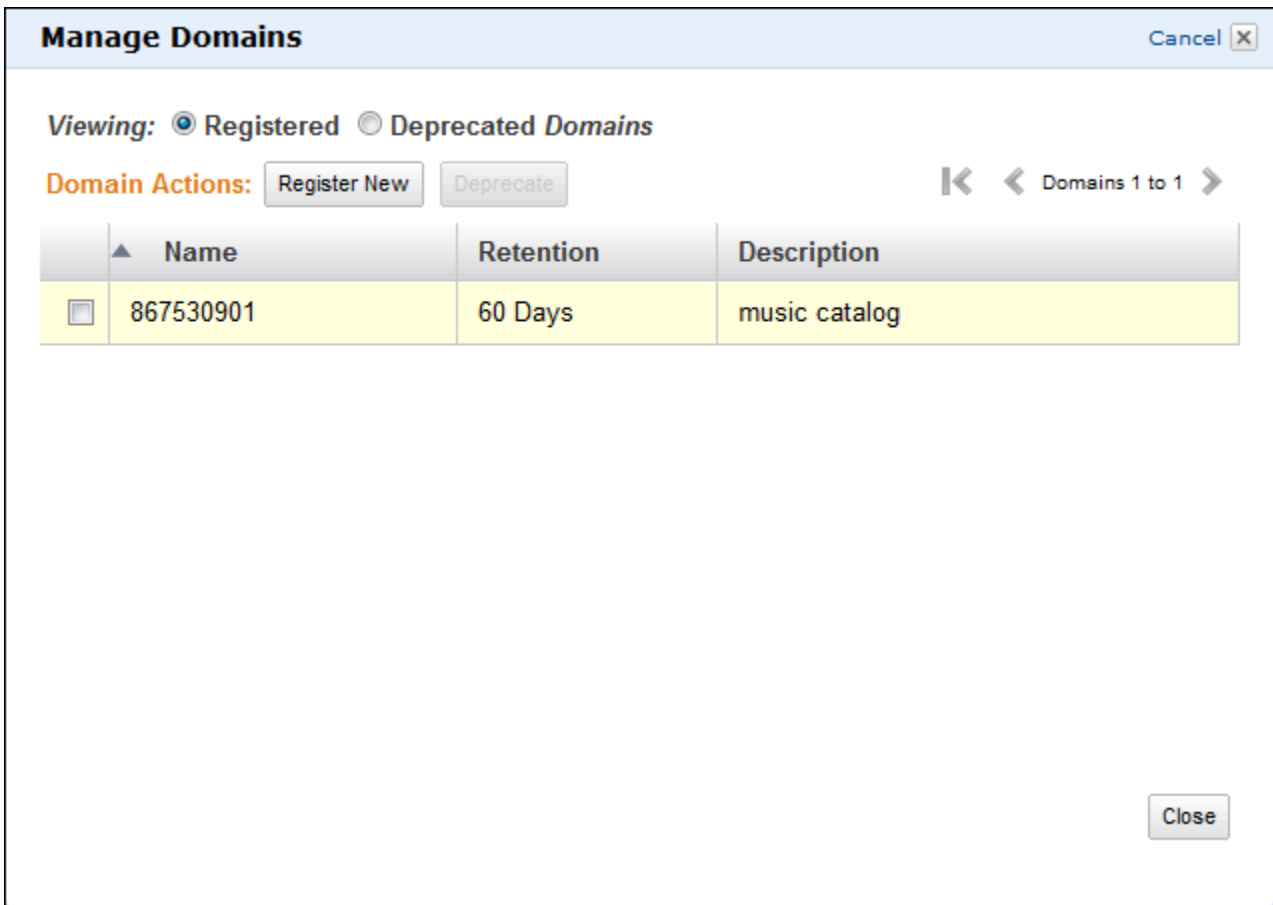 Manage Domains Cancel
Viewing: Registered Deprecated Domains
Domain Actions: Register New Deprecate Domains 1 to 1
Name Retention Description
867530901 60 Days music catalog
Close